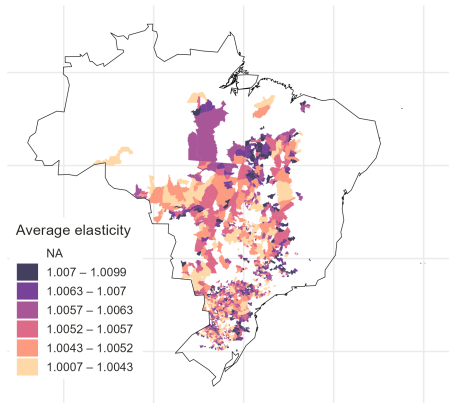 Average elasticity
NA
1.007 – 1.0099
1.0063 – 1.007
1.0057 – 1.0063
1.0052 – 1.0057
1.0043 – 1.0052
1.0007 – 1.0043